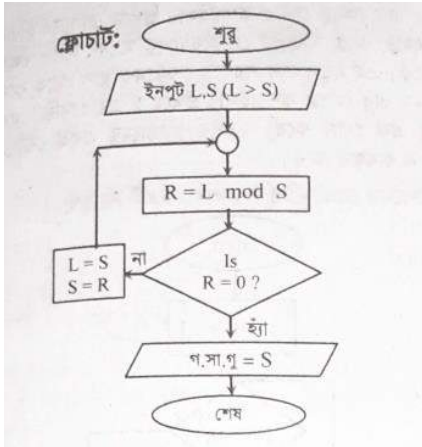 ফ্লোচার্ট:
শুরু
ইনপুট L,S (L > S)
R = L mod S
Is
R = 0 ?
না
L = S
S = R
হ্যাঁ
গ.সা.গু = S
শেষ